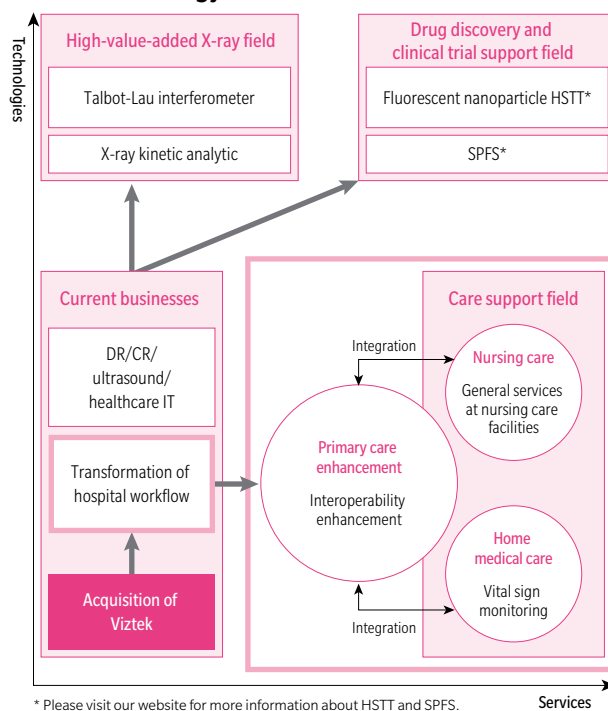 Technologies
High-value-added X-ray field
Talbot-Lau interferometer
X-ray kinetic analytic
Drug discovery and
clinical trial support field
Fluorescent nanoparticle HSTT*
SPFS*
Current businesses
DR/CR/
ultrasound/
healthcare IT
Transformation of
hospital workflow
Acquisition of
Viztek
Primary care
enhancement
Interoperability
enhancement
Integration
Integration
Care support field
Nursing care
General services
at nursing care
facilities
Home
medical care
Vital sign
monitoring
* Please visit our website for more information about HSTT and SPFS.
Services